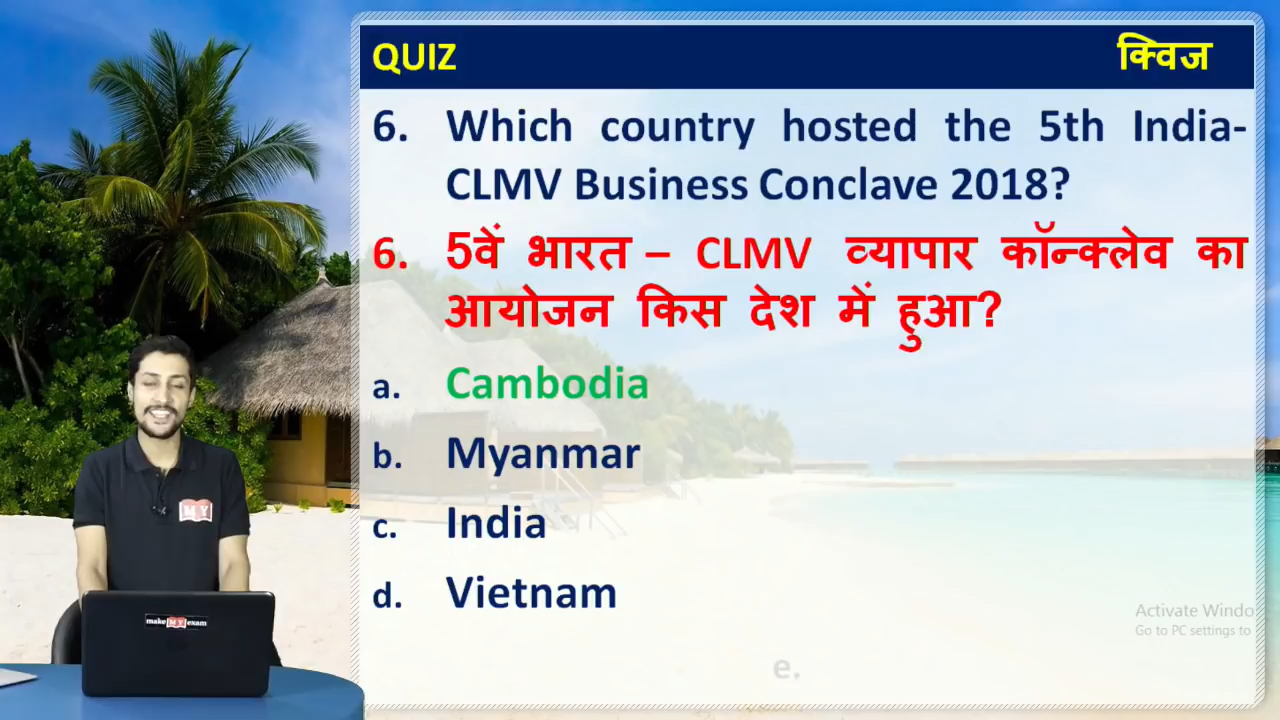 QUIZ क्विज
6. Which country hosted the 5th India-
CLMV Business Conclave 2018?
6. 5वें भारत – CLMV व्यापार कॉन्क्लेव का
आयोजन किस देश में हुआ?
a. Cambodia
b. Myanmar
c. India
d. Vietnam
e.
Activate Windo
Go to PC settings to
MY
make MY exam